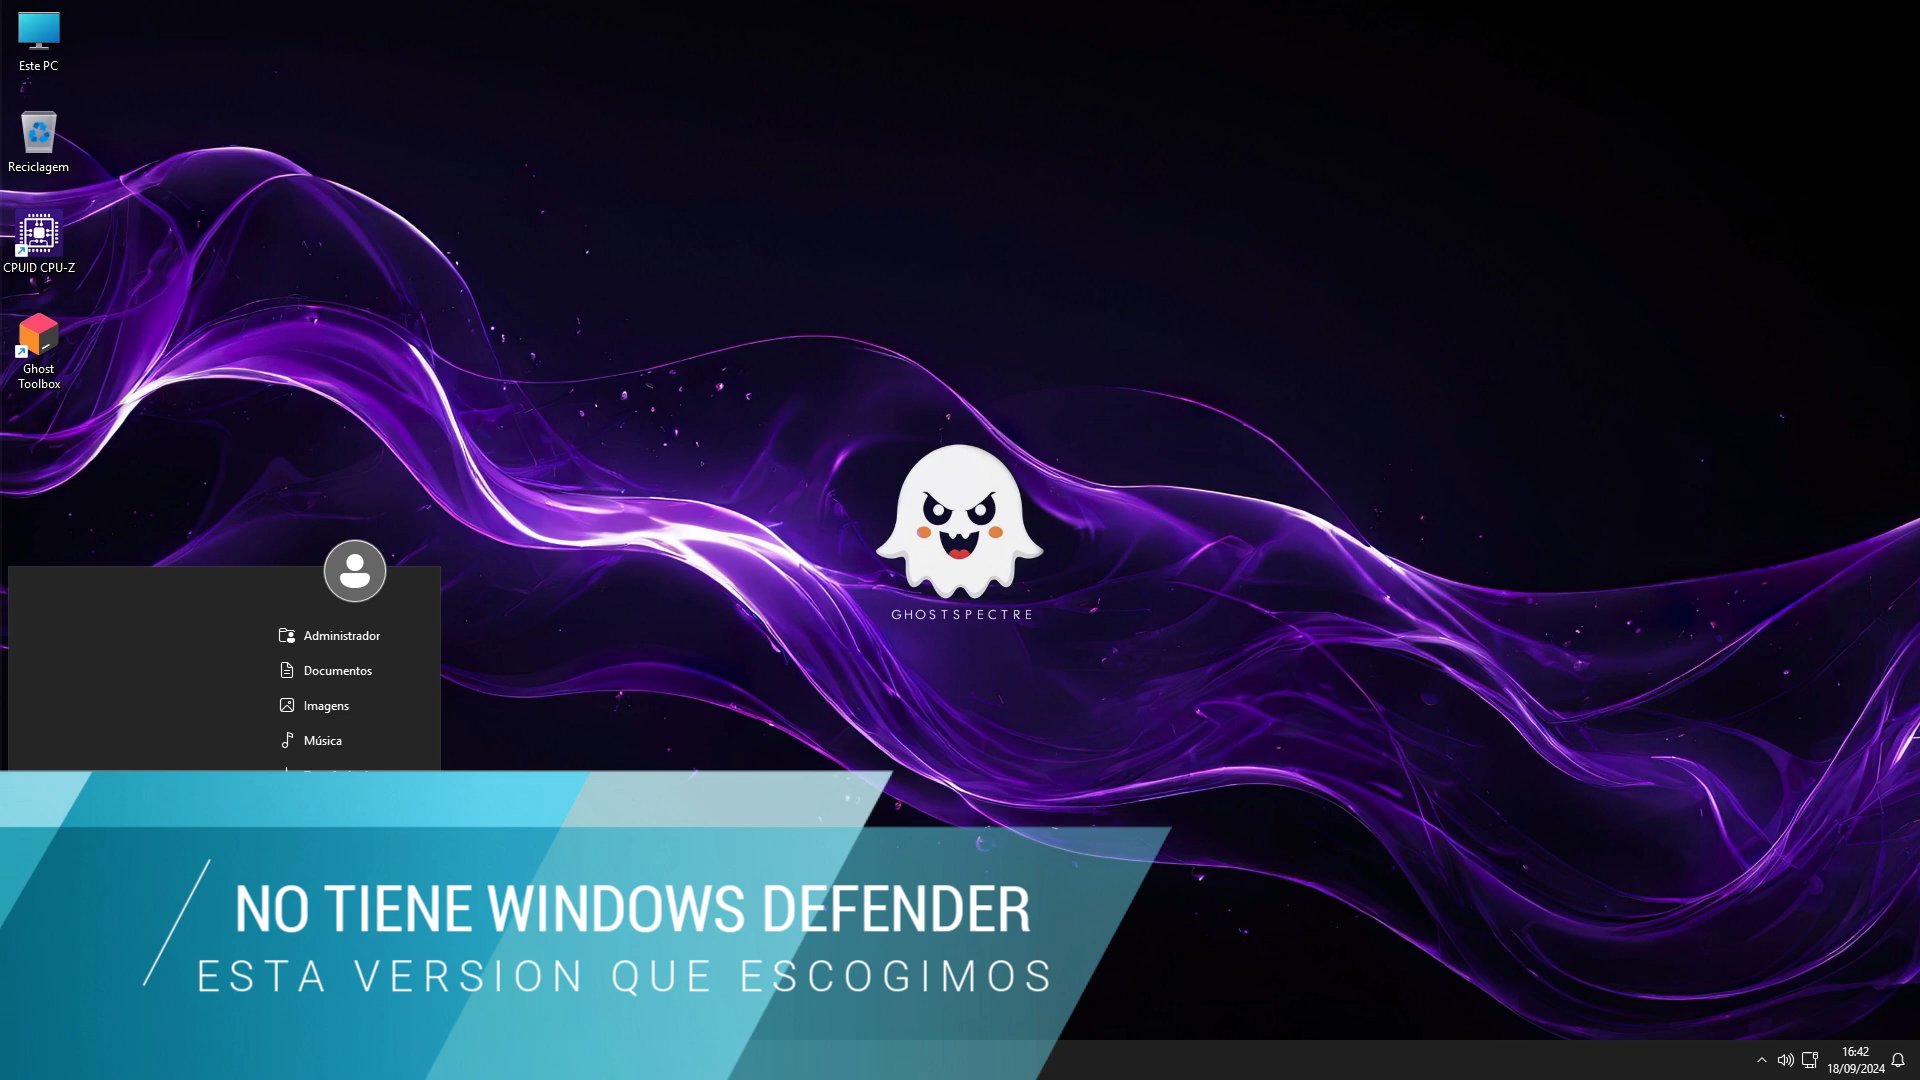 Este PC
Reciclagem
CPUID CPU-Z
Ghost
Toolbox
GHOSTSPECTRE
Administrador
Documentos
Imagens
Música
NO TIENE WINDOWS DEFENDER
ESTA VERSION QUE ESCOGIMOS
16:42
18/09/2024